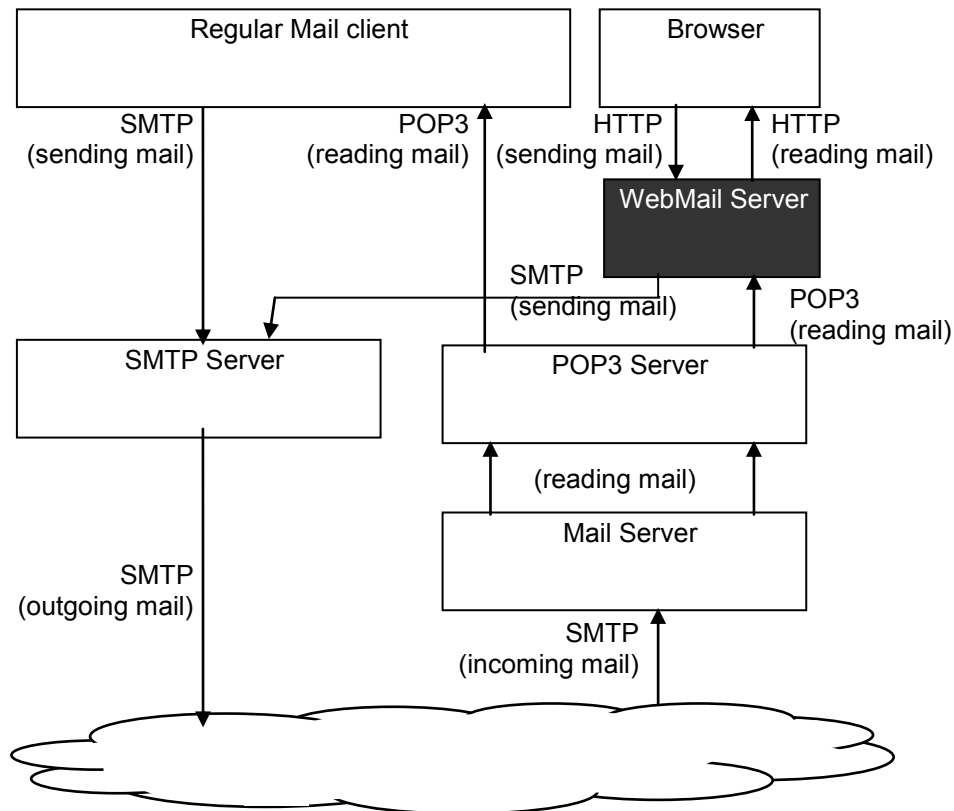 Regular Mail client
Browser
SMTP
(sending mail)
POP3
(reading mail)
HTTP
(sending mail)
HTTP
(reading mail)
WebMail Server
SMTP
(sending mail)
POP3
(reading mail)
SMTP Server
POP3 Server
(reading mail)
Mail Server
SMTP
(outgoing mail)
SMTP
(incoming mail)